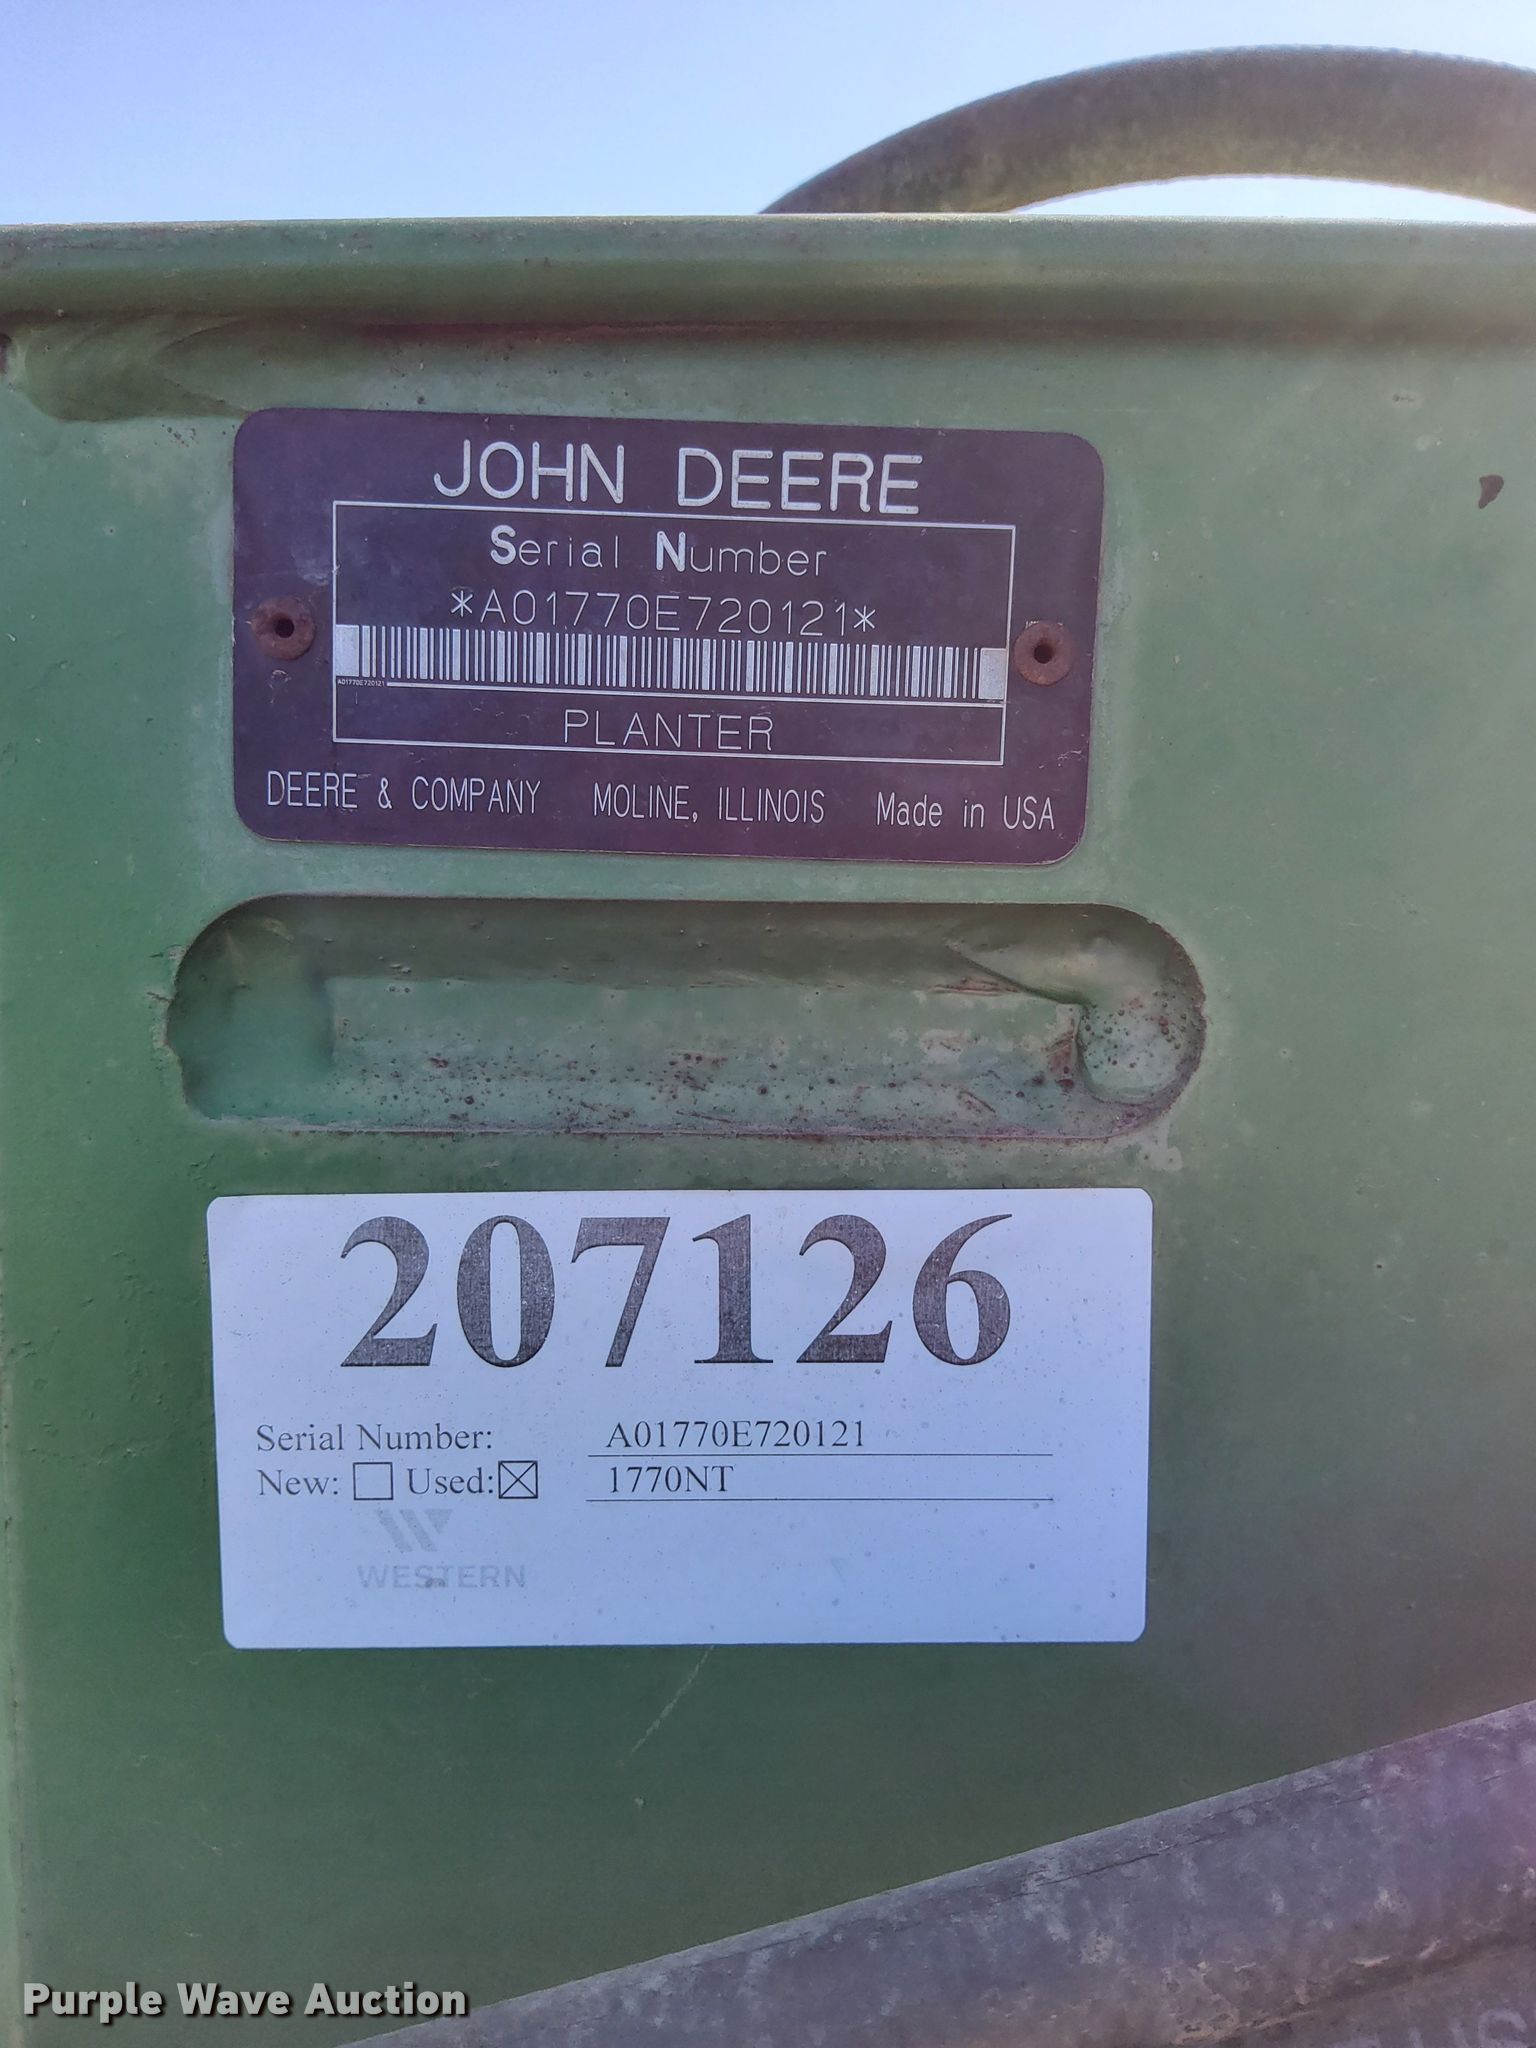 JOHN DEERE
Serial Number
*A01770E720121*
A01770E720121
PLANTER
DEERE & COMPANY MOLINE, ILLINOIS Made in USA
207126
Serial Number: A01770E720121
New: Used: 1770NT
WESTERN
Purple Wave Auction